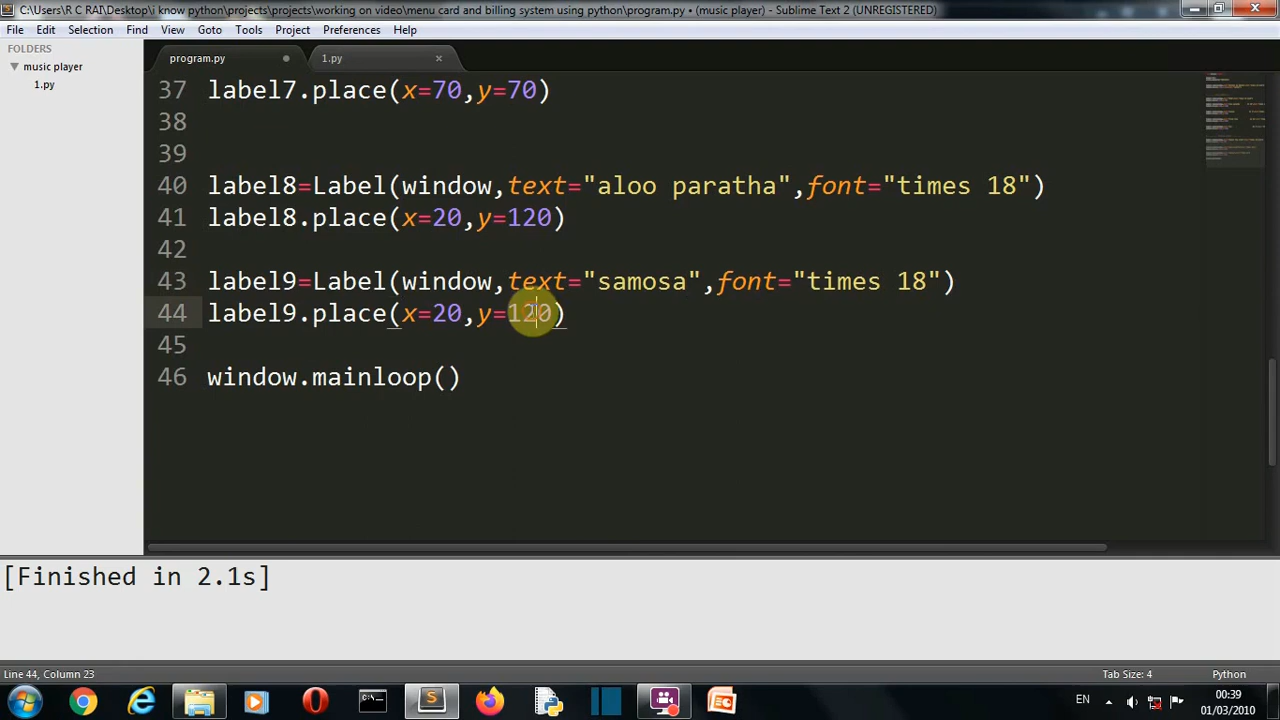 C:\Users\R C RAI\Desktop\i know python\projects\projects\working on video\menu card and billing system using python\program.py • (music player) - Sublime Text 2 (UNREGISTERED)
File Edit Selection Find View Goto Tools Project Preferences Help
FOLDERS
music player
1.py
program.py
1.py
37 label7.place(x=70,y=70)
38
39
40 label8=Label(window,text="aloo paratha",font="times 18")
41 label8.place(x=20,y=120)
42
43 label9=Label(window,text="samosa",font="times 18")
44 label9.place(x=20,y=120)
45
46 window.mainloop()
[Finished in 2.1s]
Line 44, Column 23
Tab Size: 4
Python
EN
00:39
01/03/2010